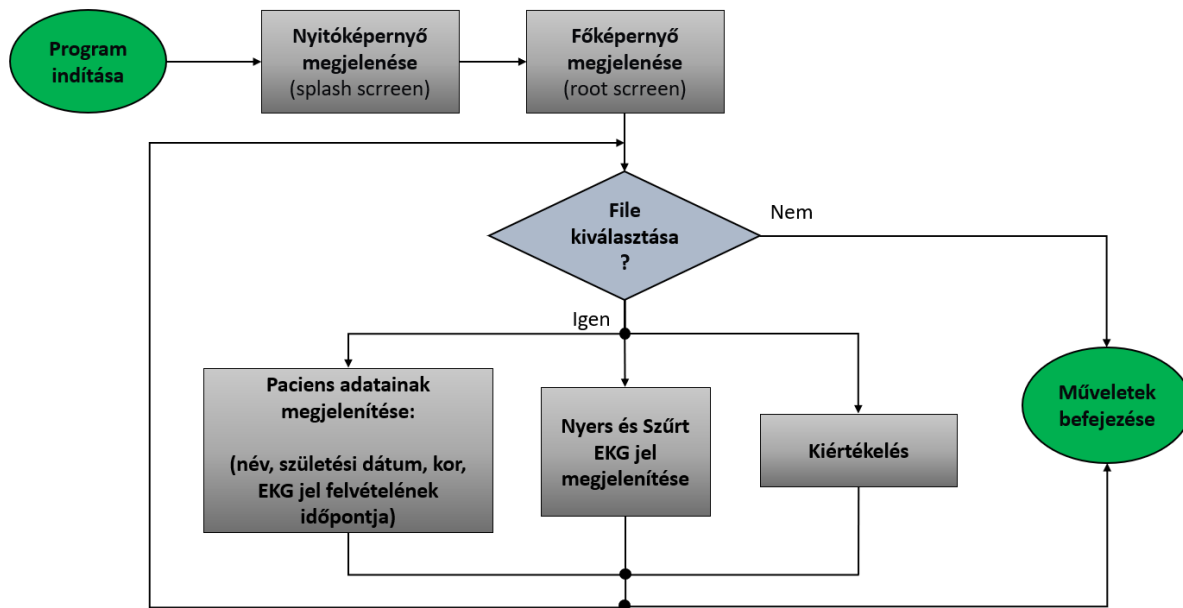 Program
indítása
Nyitóképernyő
megjelenése
(splash scrreen)
Főképernyő
megjelenése
(root scrreen)
File
kiválasztása
?
Nem
Igen
Paciens adatainak
megjelenítése:
(név, születési dátum, kor,
EKG jel felvételének
időpontja)
Nyers és Szűrt
EKG jel
megjelenítése
Kiértékelés
Műveletek
befejezése